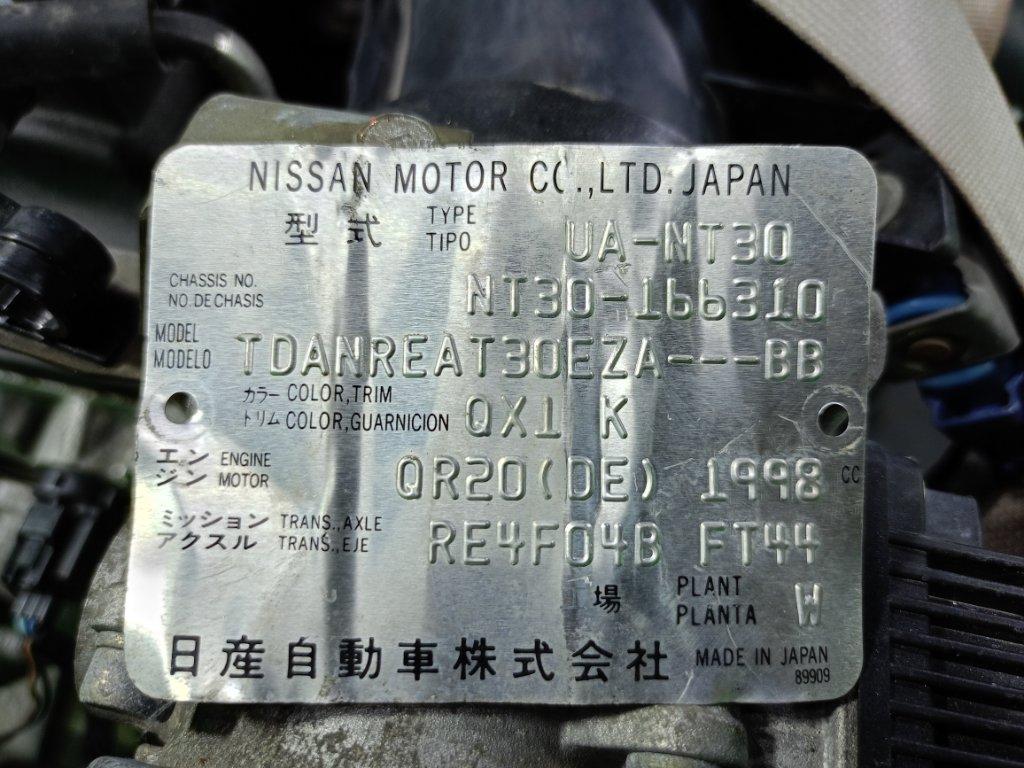 NISSAN MOTOR CO.,LTD. JAPAN
型式 TYPE TIPO UA-NT30
CHASSIS NO. NO. DE CHASIS NT30-166310
MODEL MODELO TDANREAT30EZA---BB
カラー COLOR,TRIM
トリム COLOR,GUARNICION QX1 K
エンジン ENGINE MOTOR QR20(DE) 1998 CC
ミッション TRANS.,AXLE
アクスル TRANS.,EJE RE4F04B FT44
場 PLANT PLANTA W
日産自動車株式会社 MADE IN JAPAN
89909